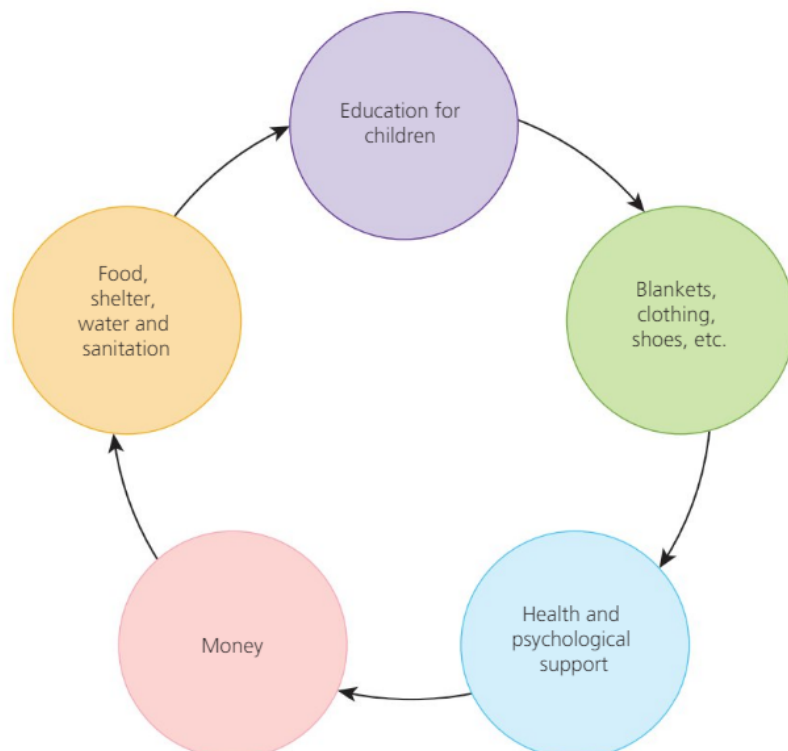 Education for
children
Blankets,
clothing,
shoes, etc.
Health and
psychological
support
Money
Food,
shelter,
water and
sanitation